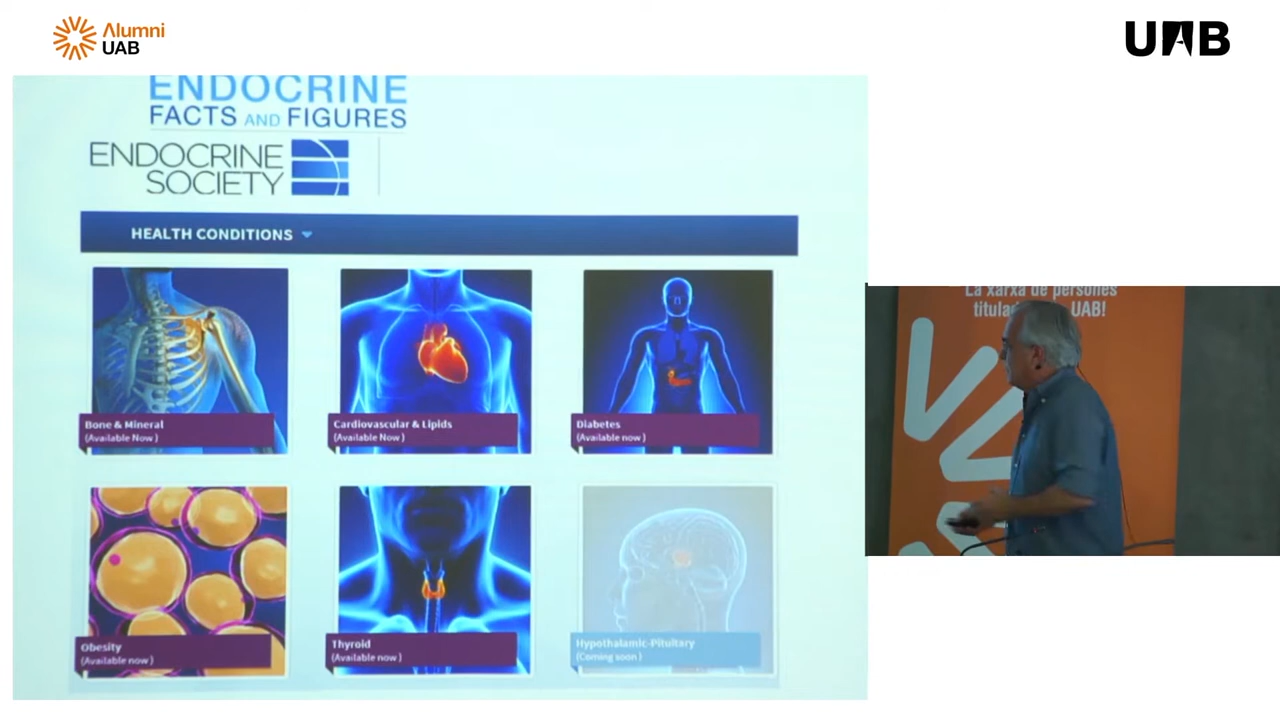 Alumni
UAB
UAB
ENDOCRINE
FACTS AND FIGURES
ENDOCRINE
SOCIETY
HEALTH CONDITIONS
Bone & Mineral
(Available Now)
Cardiovascular & Lipids
(Available Now)
Diabetes
(Available now)
Obesity
(Available now)
Thyroid
(Available now)
Hypothalamic-Pituitary
(Coming soon)
La xarxa de persones
UAB!